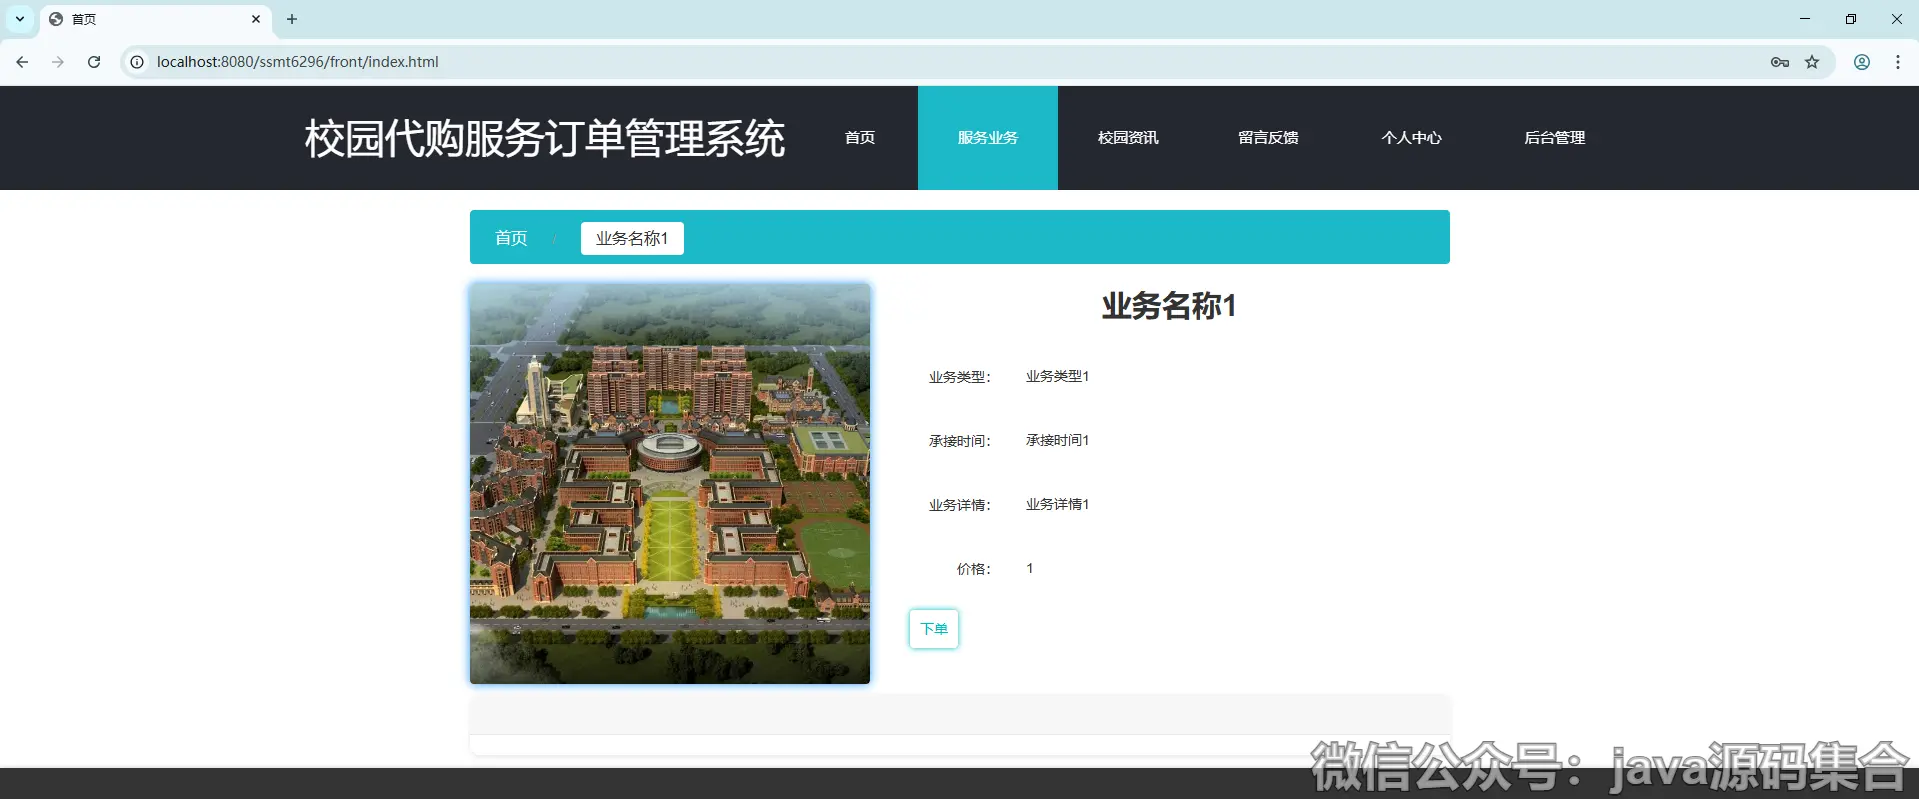 首页
localhost:8080/ssmt6296/front/index.html
校园代购服务订单管理系统 首页 服务业务 校园资讯 留言反馈 个人中心 后台管理
首页 / 业务名称1
业务名称1
业务类型： 业务类型1
承接时间： 承接时间1
业务详情： 业务详情1
价格： 1
下单
微信公众号：java源码集合